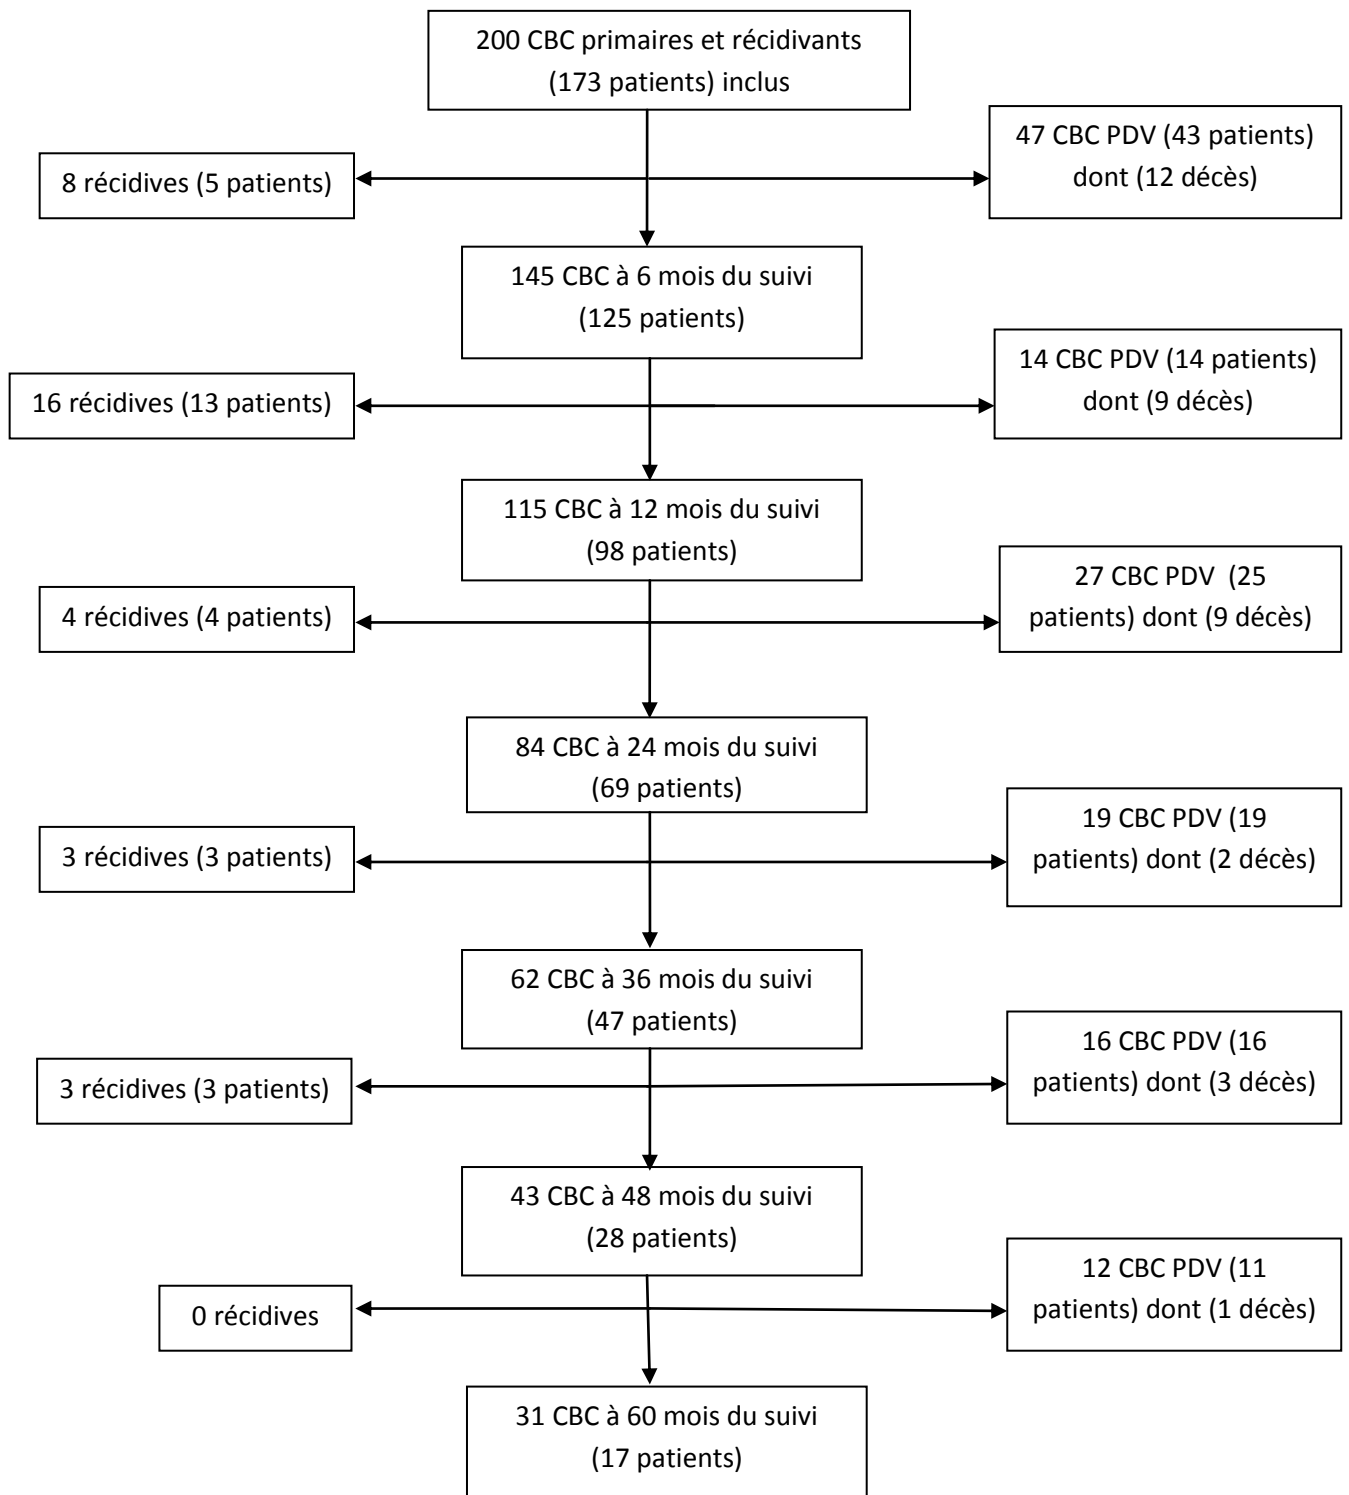 200 CBC primaires et récidivants
(173 patients) inclus
47 CBC PDV (43 patients)
dont (12 décès)
8 récidives (5 patients)
145 CBC à 6 mois du suivi
(125 patients)
14 CBC PDV (14 patients)
dont (9 décès)
16 récidives (13 patients)
115 CBC à 12 mois du suivi
(98 patients)
27 CBC PDV (25
patients) dont (9 décès)
4 récidives (4 patients)
84 CBC à 24 mois du suivi
(69 patients)
19 CBC PDV (19
patients) dont (2 décès)
3 récidives (3 patients)
62 CBC à 36 mois du suivi
(47 patients)
16 CBC PDV (16
patients) dont (3 décès)
3 récidives (3 patients)
43 CBC à 48 mois du suivi
(28 patients)
12 CBC PDV (11
patients) dont (1 décès)
0 récidives
31 CBC à 60 mois du suivi
(17 patients)